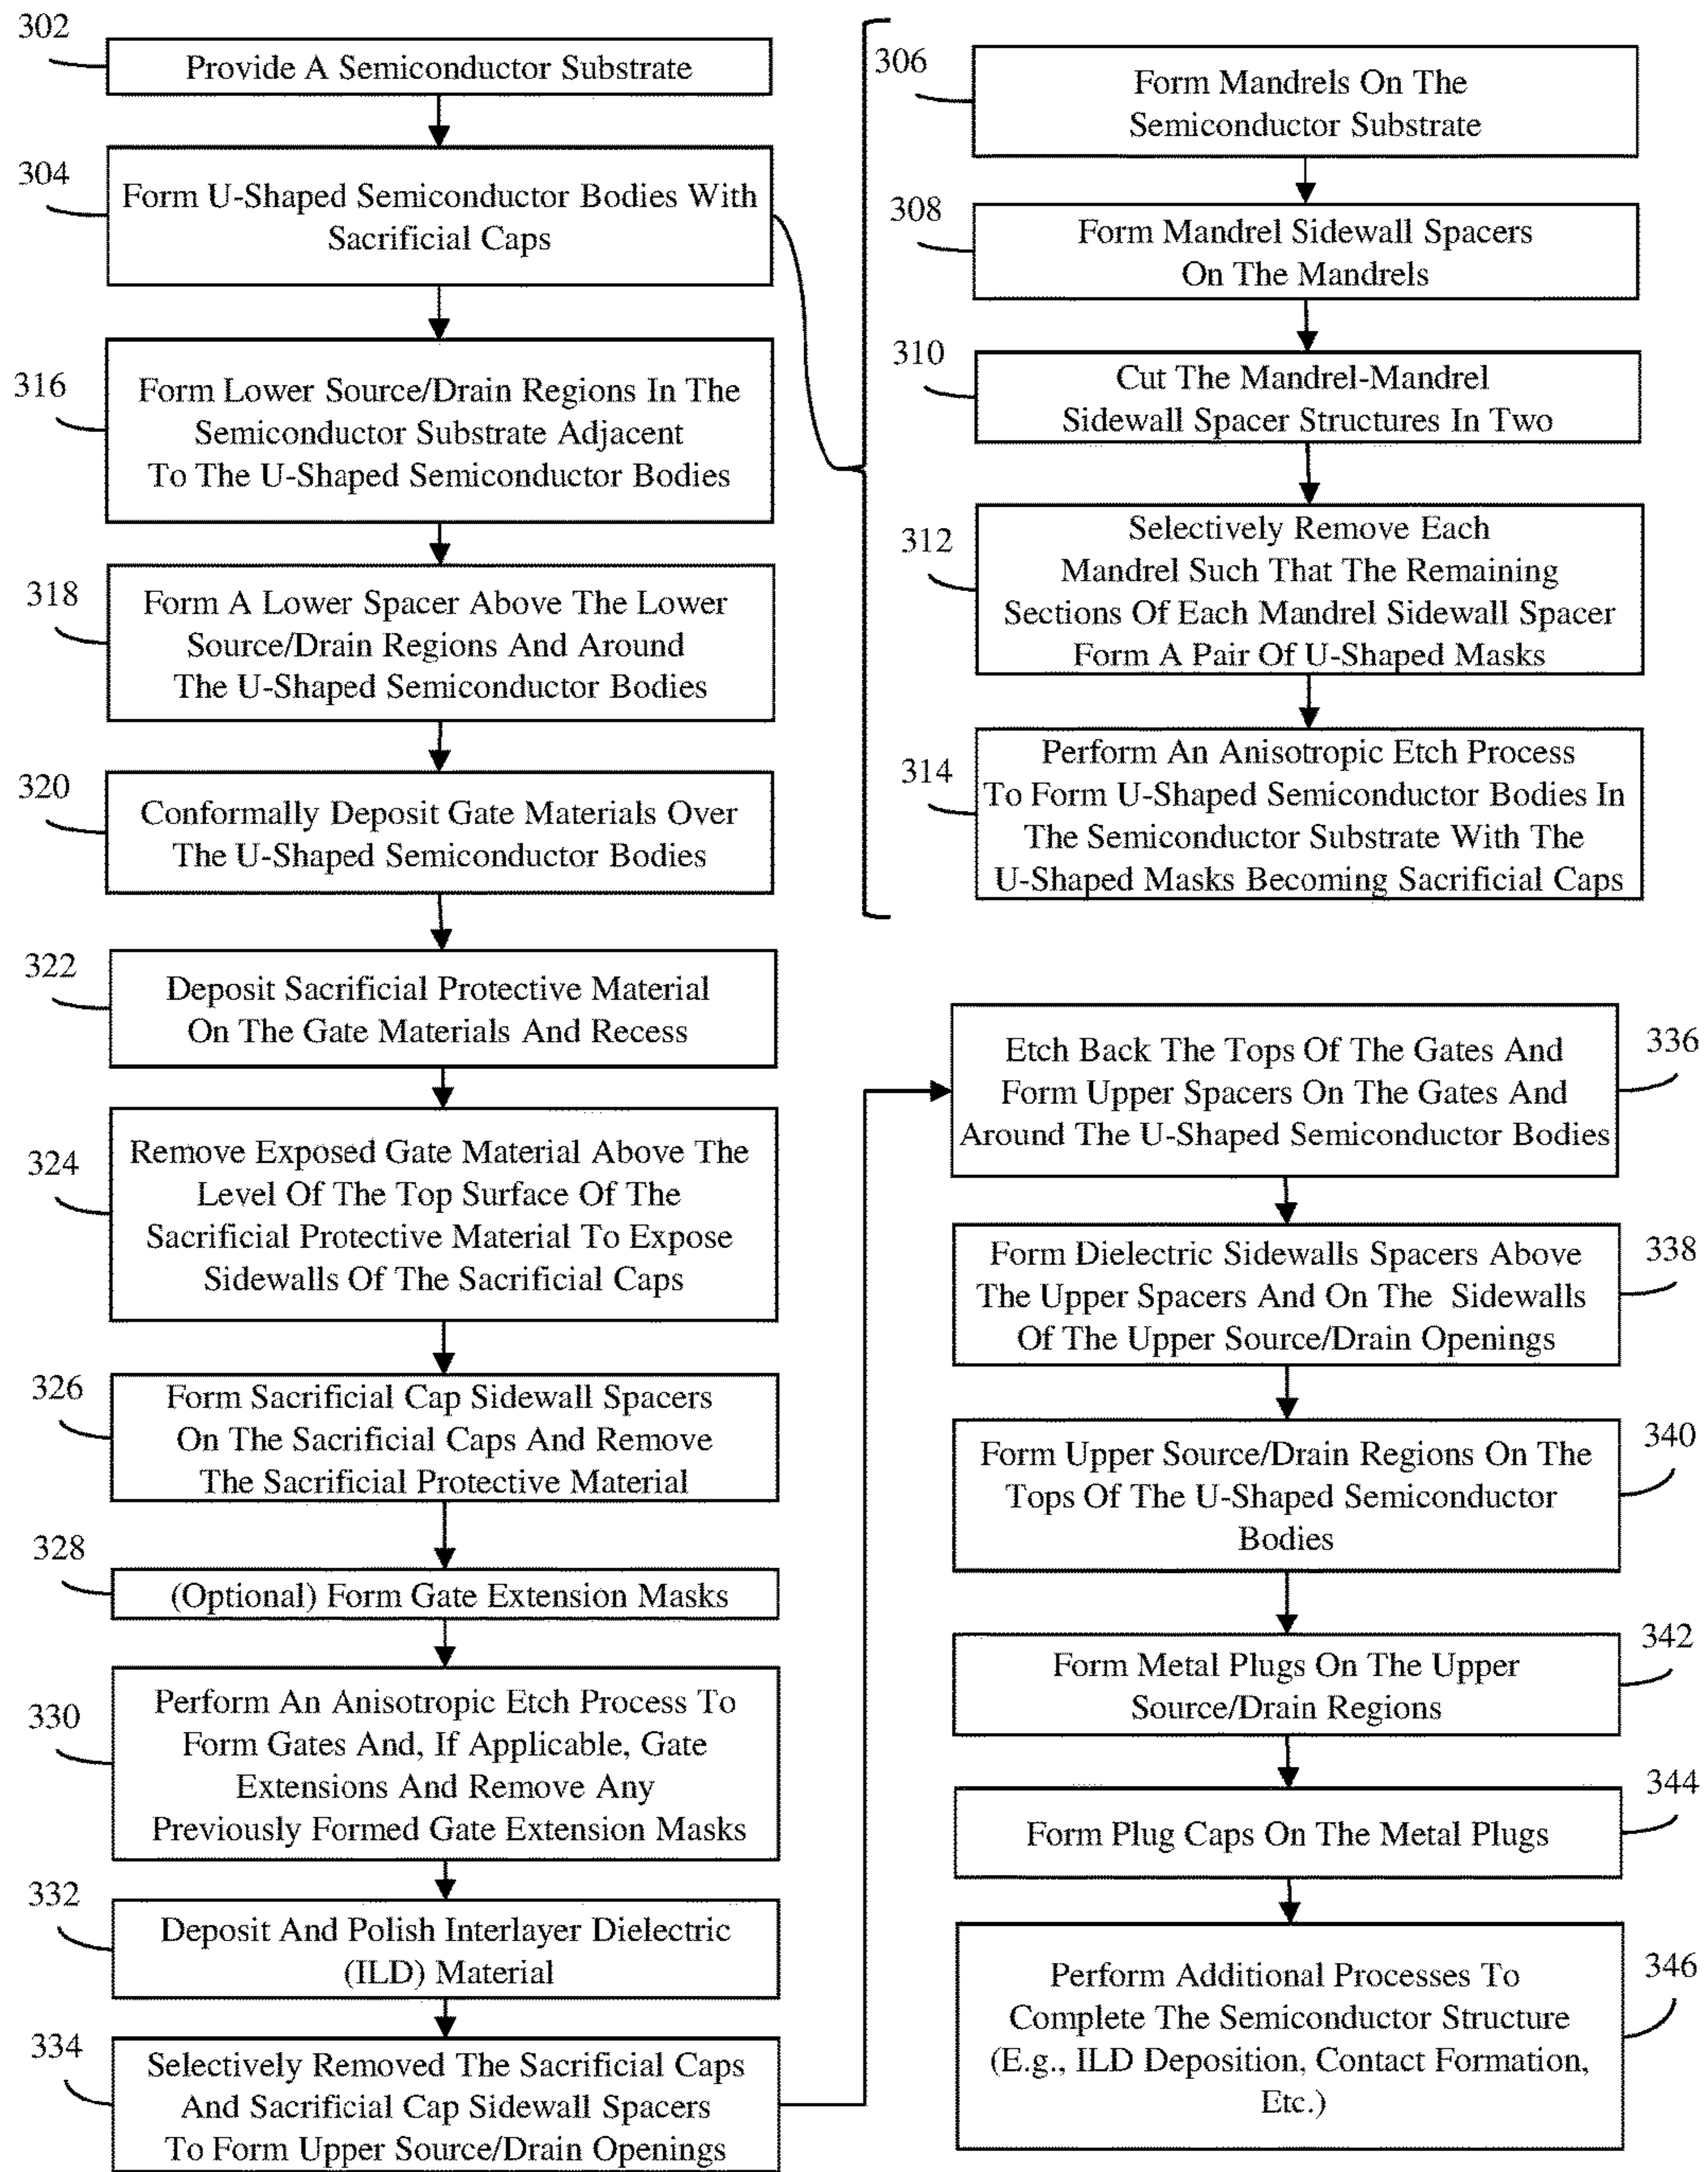 302
Provide A Semiconductor Substrate
304
Form U-Shaped Semiconductor Bodies With
Sacrificial Caps
306
Form Mandrels On The
Semiconductor Substrate
308
Form Mandrel Sidewall Spacers
On The Mandrels
310
Cut The Mandrel-Mandrel
Sidewall Spacer Structures In Two
312
Selectively Remove Each
Mandrel Such That The Remaining
Sections Of Each Mandrel Sidewall Spacer
Form A Pair Of U-Shaped Masks
314
Perform An Anisotropic Etch Process
To Form U-Shaped Semiconductor Bodies In
The Semiconductor Substrate With The
U-Shaped Masks Becoming Sacrificial Caps
316
Form Lower Source/Drain Regions In The
Semiconductor Substrate Adjacent
To The U-Shaped Semiconductor Bodies
318
Form A Lower Spacer Above The Lower
Source/Drain Regions And Around
The U-Shaped Semiconductor Bodies
320
Conformally Deposit Gate Materials Over
The U-Shaped Semiconductor Bodies
322
Deposit Sacrificial Protective Material
On The Gate Materials And Recess
324
Remove Exposed Gate Material Above The
Level Of The Top Surface Of The
Sacrificial Protective Material To Expose
Sidewalls Of The Sacrificial Caps
326
Form Sacrificial Cap Sidewall Spacers
On The Sacrificial Caps And Remove
The Sacrificial Protective Material
328
(Optional) Form Gate Extension Masks
330
Perform An Anisotropic Etch Process To
Form Gates And, If Applicable, Gate
Extensions And Remove Any
Previously Formed Gate Extension Masks
332
Deposit And Polish Interlayer Dielectric
(ILD) Material
334
Selectively Removed The Sacrificial Caps
And Sacrificial Cap Sidewall Spacers
To Form Upper Source/Drain Openings
336
Etch Back The Tops Of The Gates And
Form Upper Spacers On The Gates And
Around The U-Shaped Semiconductor Bodies
338
Form Dielectric Sidewalls Spacers Above
The Upper Spacers And On The Sidewalls
Of The Upper Source/Drain Openings
340
Form Upper Source/Drain Regions On The
Tops Of The U-Shaped Semiconductor
Bodies
342
Form Metal Plugs On The Upper
Source/Drain Regions
344
Form Plug Caps On The Metal Plugs
346
Perform Additional Processes To
Complete The Semiconductor Structure
(E.g., ILD Deposition, Contact Formation,
Etc.)